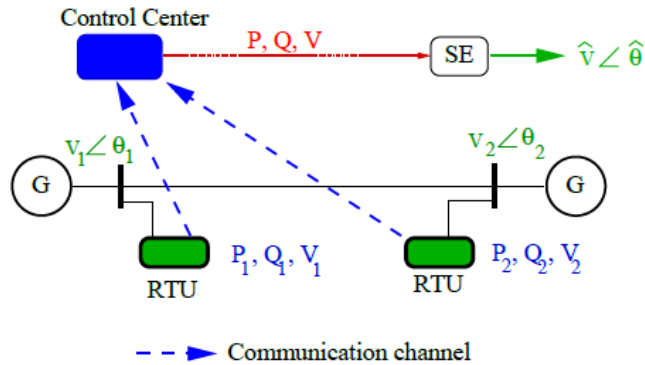 Control Center
P, Q, V
SE
v̂∠θ̂
v₁∠θ₁
v₂∠θ₂
G
G
P₁, Q₁, V₁
P₂, Q₂, V₂
RTU
RTU
Communication channel